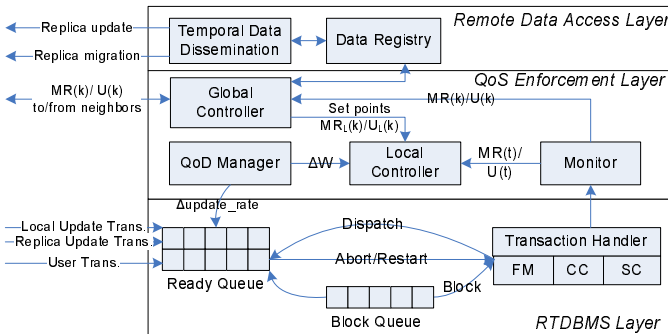 Remote Data Access Layer
Replica update
Replica migration
Temporal Data
Dissemination
Data Registry
QoS Enforcement Layer
MR(k)/ U(k)
to/from neighbors
Global
Controller
MR(k)/U(k)
Set points
MRL(k)/UL(k)
QoD Manager
ΔW
Local
Controller
MR(t)/
U(t)
Monitor
Δupdate_rate
Local Update Trans.
Replica Update Trans.
User Trans.
Ready Queue
Dispatch
Abort/Restart
Block
Block Queue
Transaction Handler
FM CC SC
RTDBMS Layer